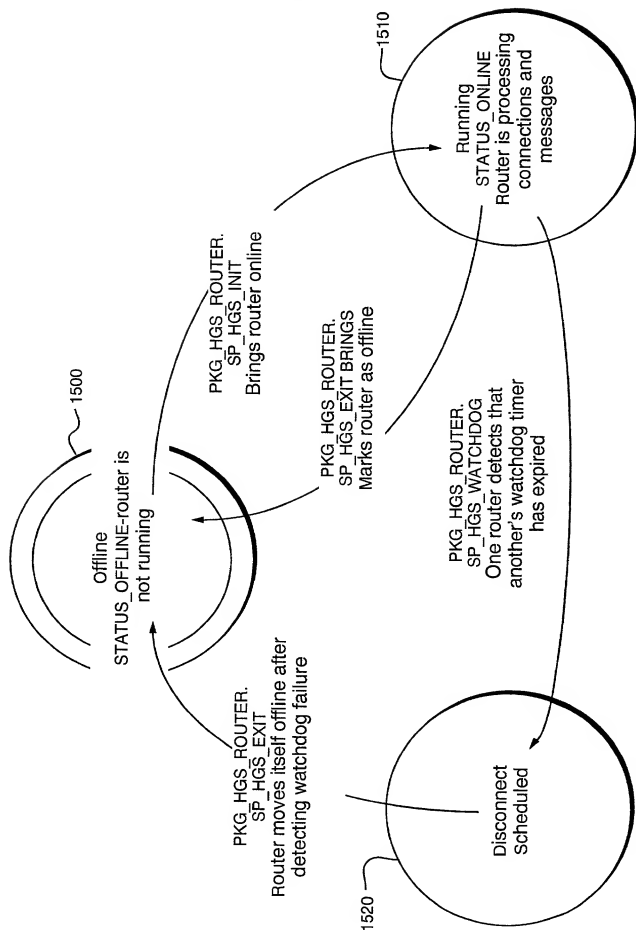 1500
Offline
STATUS_OFFLINE-router is
not running
PKG_HGS_ROUTER.
SP_HGS_INIT
Brings router online
1510
Running
STATUS_ONLINE
Router is processing
connections and
messages
PKG_HGS_ROUTER.
SP_HGS_EXIT BRINGS
Marks router as offline
PKG_HGS_ROUTER.
SP_HGS_EXIT
Router moves itself offline after
detecting watchdog failure
PKG_HGS_ROUTER.
SP_HGS_WATCHDOG
One router detects that
another's watchdog timer
has expired
1520
Disconnect
Scheduled